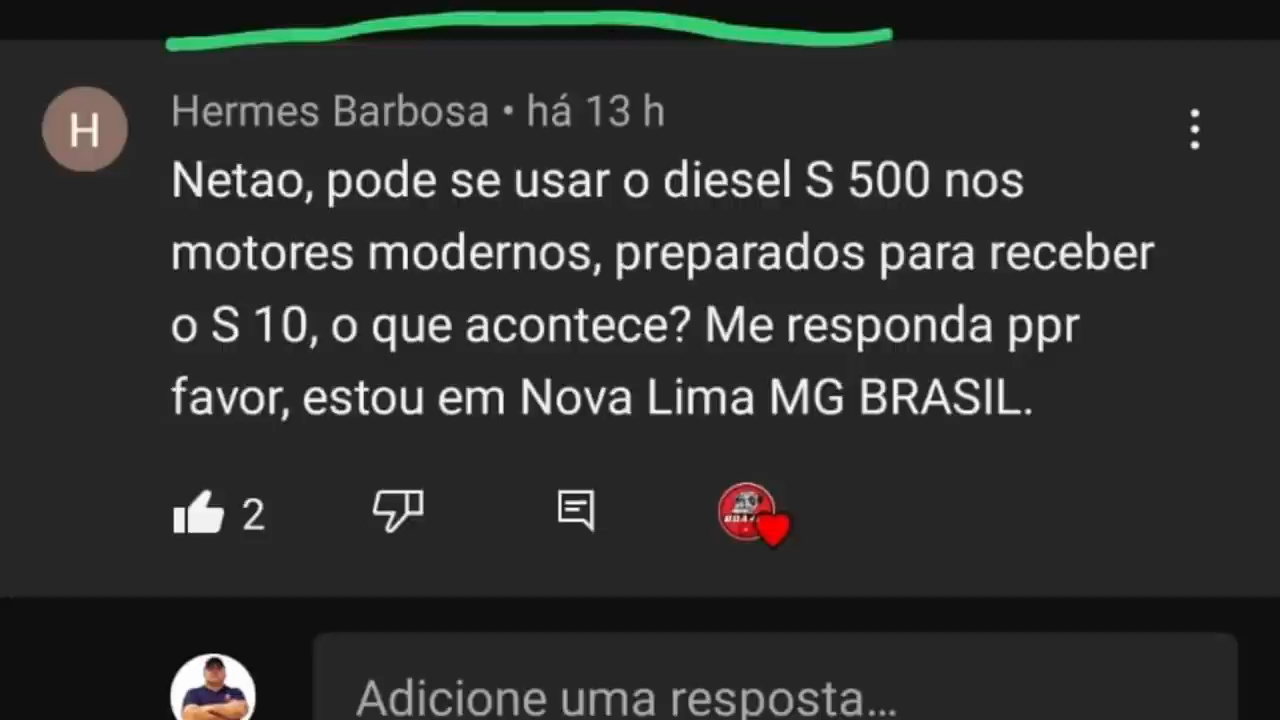 H
Hermes Barbosa • há 13 h
Netao, pode se usar o diesel S 500 nos
motores modernos, preparados para receber
o S 10, o que acontece? Me responda ppr
favor, estou em Nova Lima MG BRASIL.
2
Adicione uma resposta...